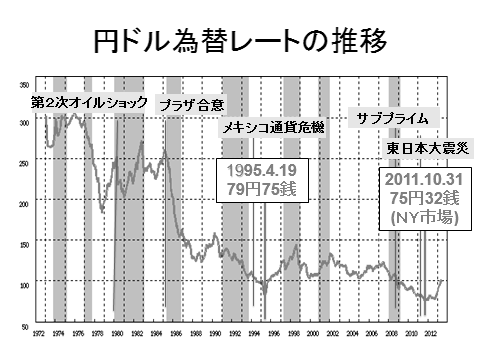 円ドル為替レートの推移
第2次オイルショック
プラザ合意
メキシコ通貨危機
サブプライム
東日本大震災
1995.4.19
79円75銭
2011.10.31
75円32銭
(NY市場)
300
250
200
150
100
50
1972 1974 1976 1978 1980 1982 1984 1986 1988 1990 1992 1994 1996 1998 2000 2002 2004 2006 2008 2010 2012